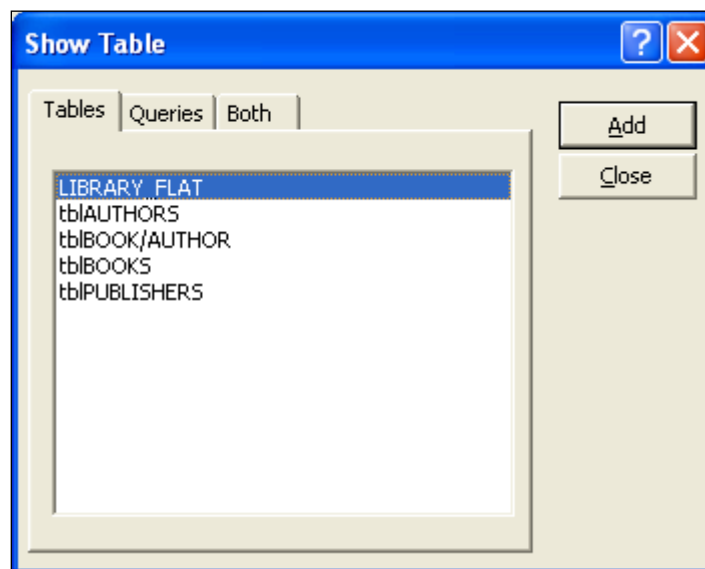 Show Table
Tables Queries Both
Add
Close
LIBRARY_FLAT
tblAUTHORS
tblBOOK/AUTHOR
tblBOOKS
tblPUBLISHERS